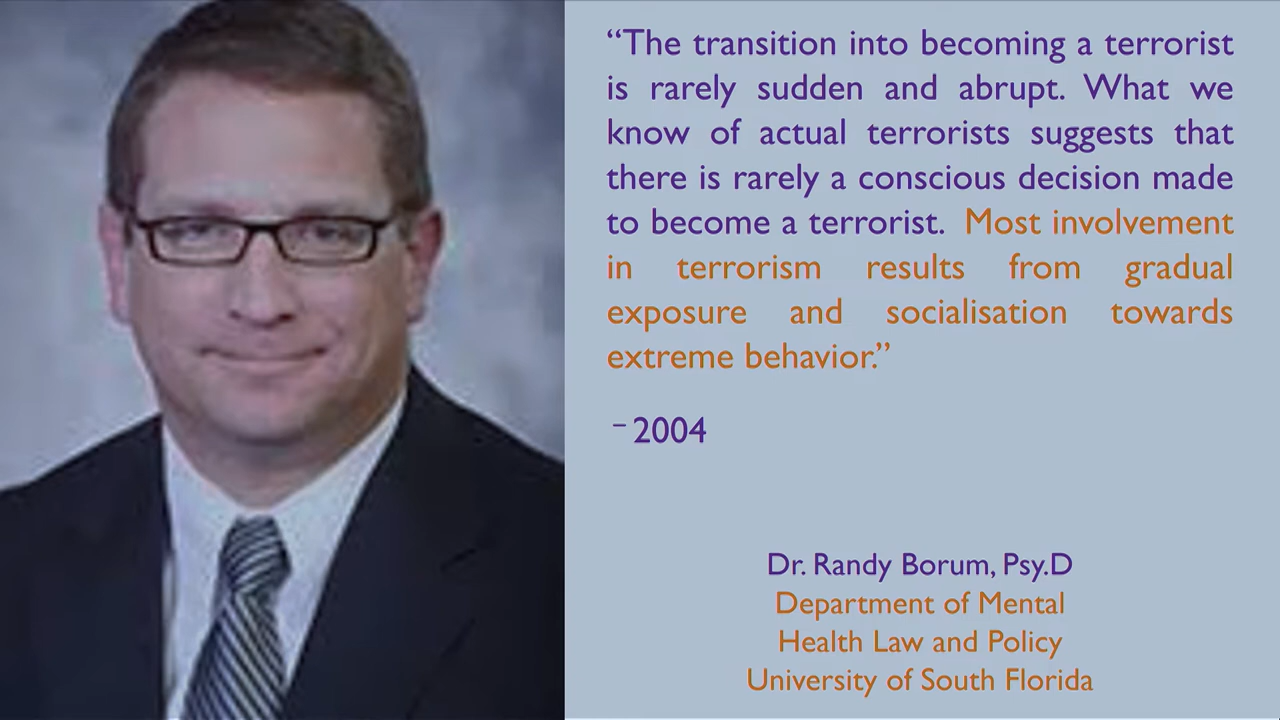 “The transition into becoming a terrorist
is rarely sudden and abrupt. What we
know of actual terrorists suggests that
there is rarely a conscious decision made
to become a terrorist. Most involvement
in terrorism results from gradual
exposure and socialisation towards
extreme behavior.”
– 2004
Dr. Randy Borum, Psy.D
Department of Mental
Health Law and Policy
University of South Florida